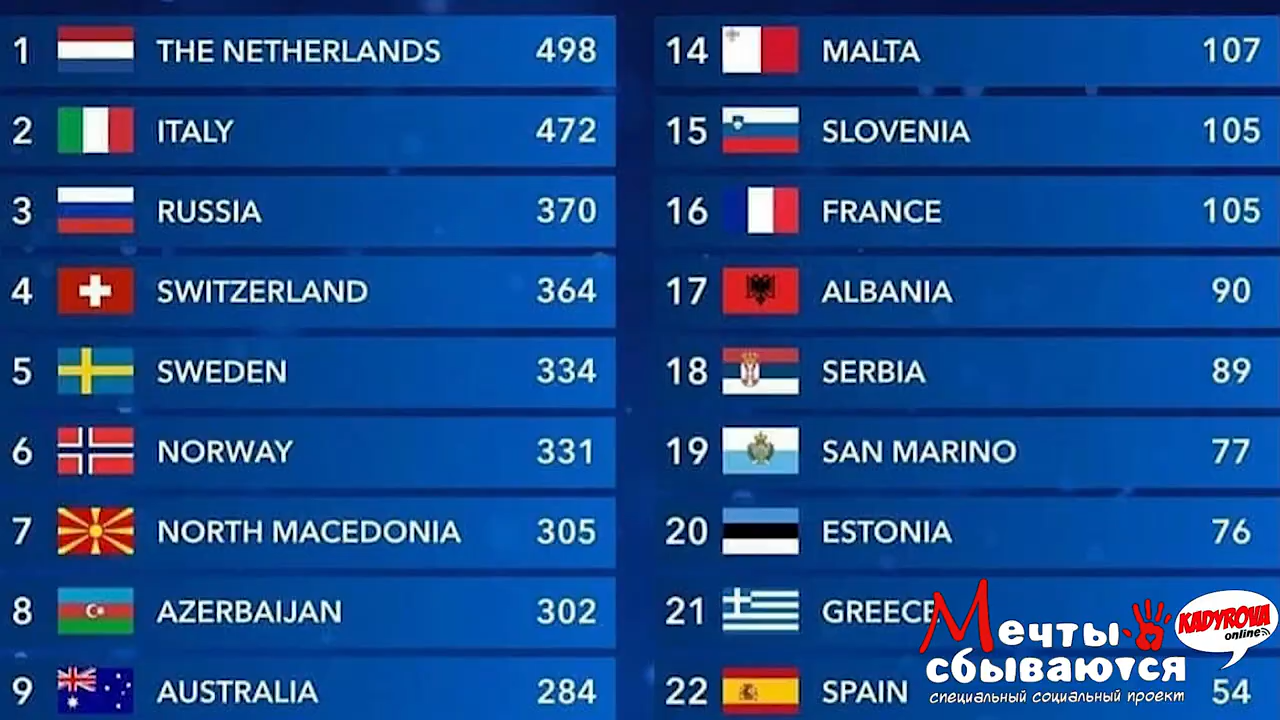 1 THE NETHERLANDS 498
2 ITALY 472
3 RUSSIA 370
4 SWITZERLAND 364
5 SWEDEN 334
6 NORWAY 331
7 NORTH MACEDONIA 305
8 AZERBAIJAN 302
9 AUSTRALIA 284
14 MALTA 107
15 SLOVENIA 105
16 FRANCE 105
17 ALBANIA 90
18 SERBIA 89
19 SAN MARINO 77
20 ESTONIA 76
21 GREECE
22 SPAIN 54
Мечты
сбываются
специальный социальный проект
KADYROVA
online